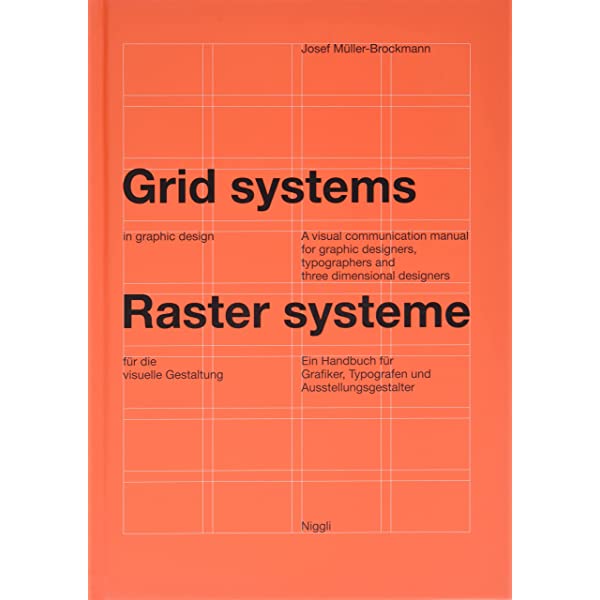 Josef Müller-Brockmann
Grid systems
in graphic design
A visual communication manual
for graphic designers,
typographers and
three dimensional designers
Raster systeme
für die
visuelle Gestaltung
Ein Handbuch für
Grafiker, Typografen und
Ausstellungsgestalter
Niggli